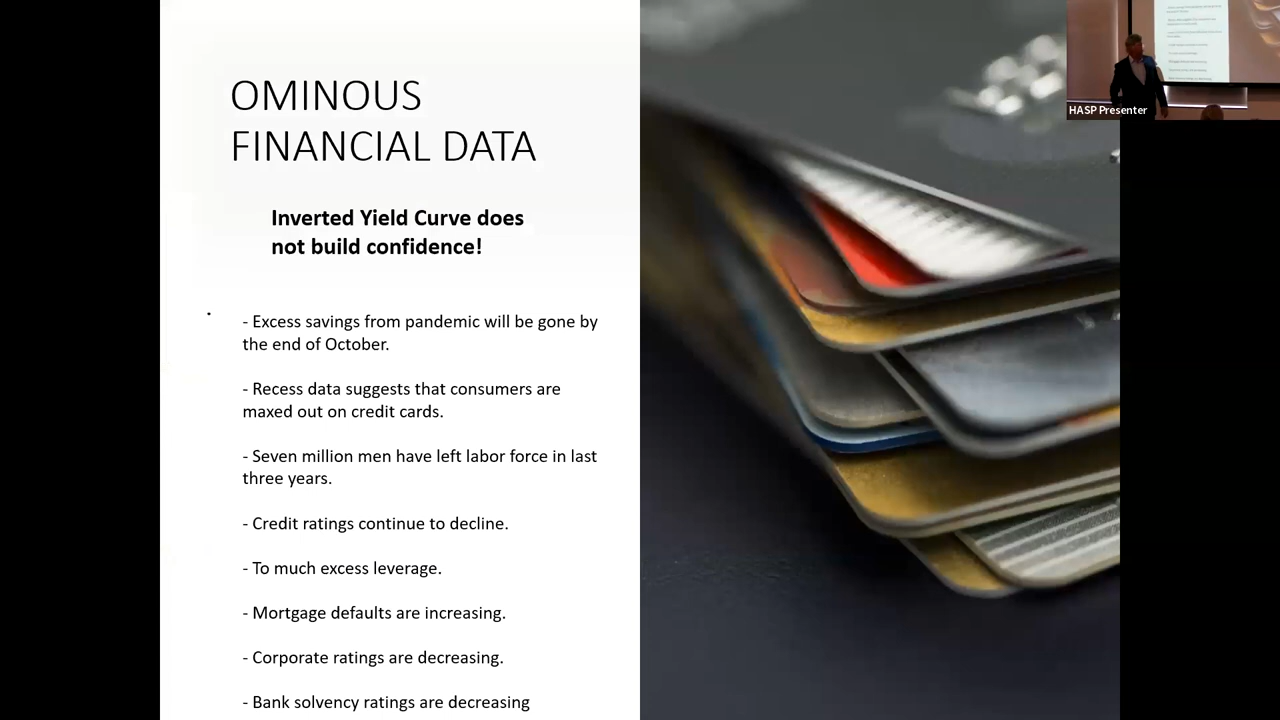 OMINOUS
FINANCIAL DATA
Inverted Yield Curve does
not build confidence!
- Excess savings from pandemic will be gone by
the end of October.
- Recess data suggests that consumers are
maxed out on credit cards.
- Seven million men have left labor force in last
three years.
- Credit ratings continue to decline.
- To much excess leverage.
- Mortgage defaults are increasing.
- Corporate ratings are decreasing.
- Bank solvency ratings are decreasing
HASP Presenter